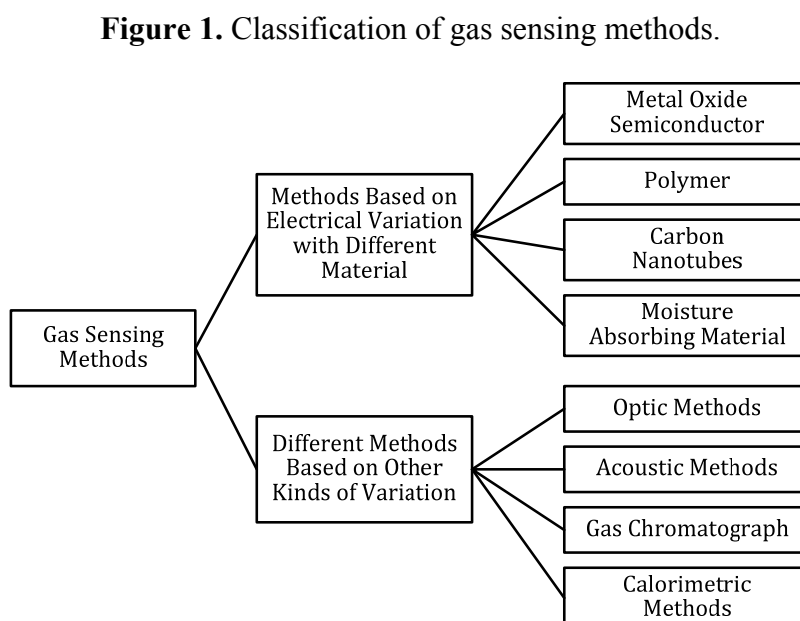 Figure 1. Classification of gas sensing methods.
Metal Oxide
Semiconductor
Methods Based on
Electrical Variation
with Different
Material
Polymer
Carbon
Nanotubes
Moisture
Absorbing Material
Gas Sensing
Methods
Different Methods
Based on Other
Kinds of Variation
Optic Methods
Acoustic Methods
Gas Chromatograph
Calorimetric
Methods